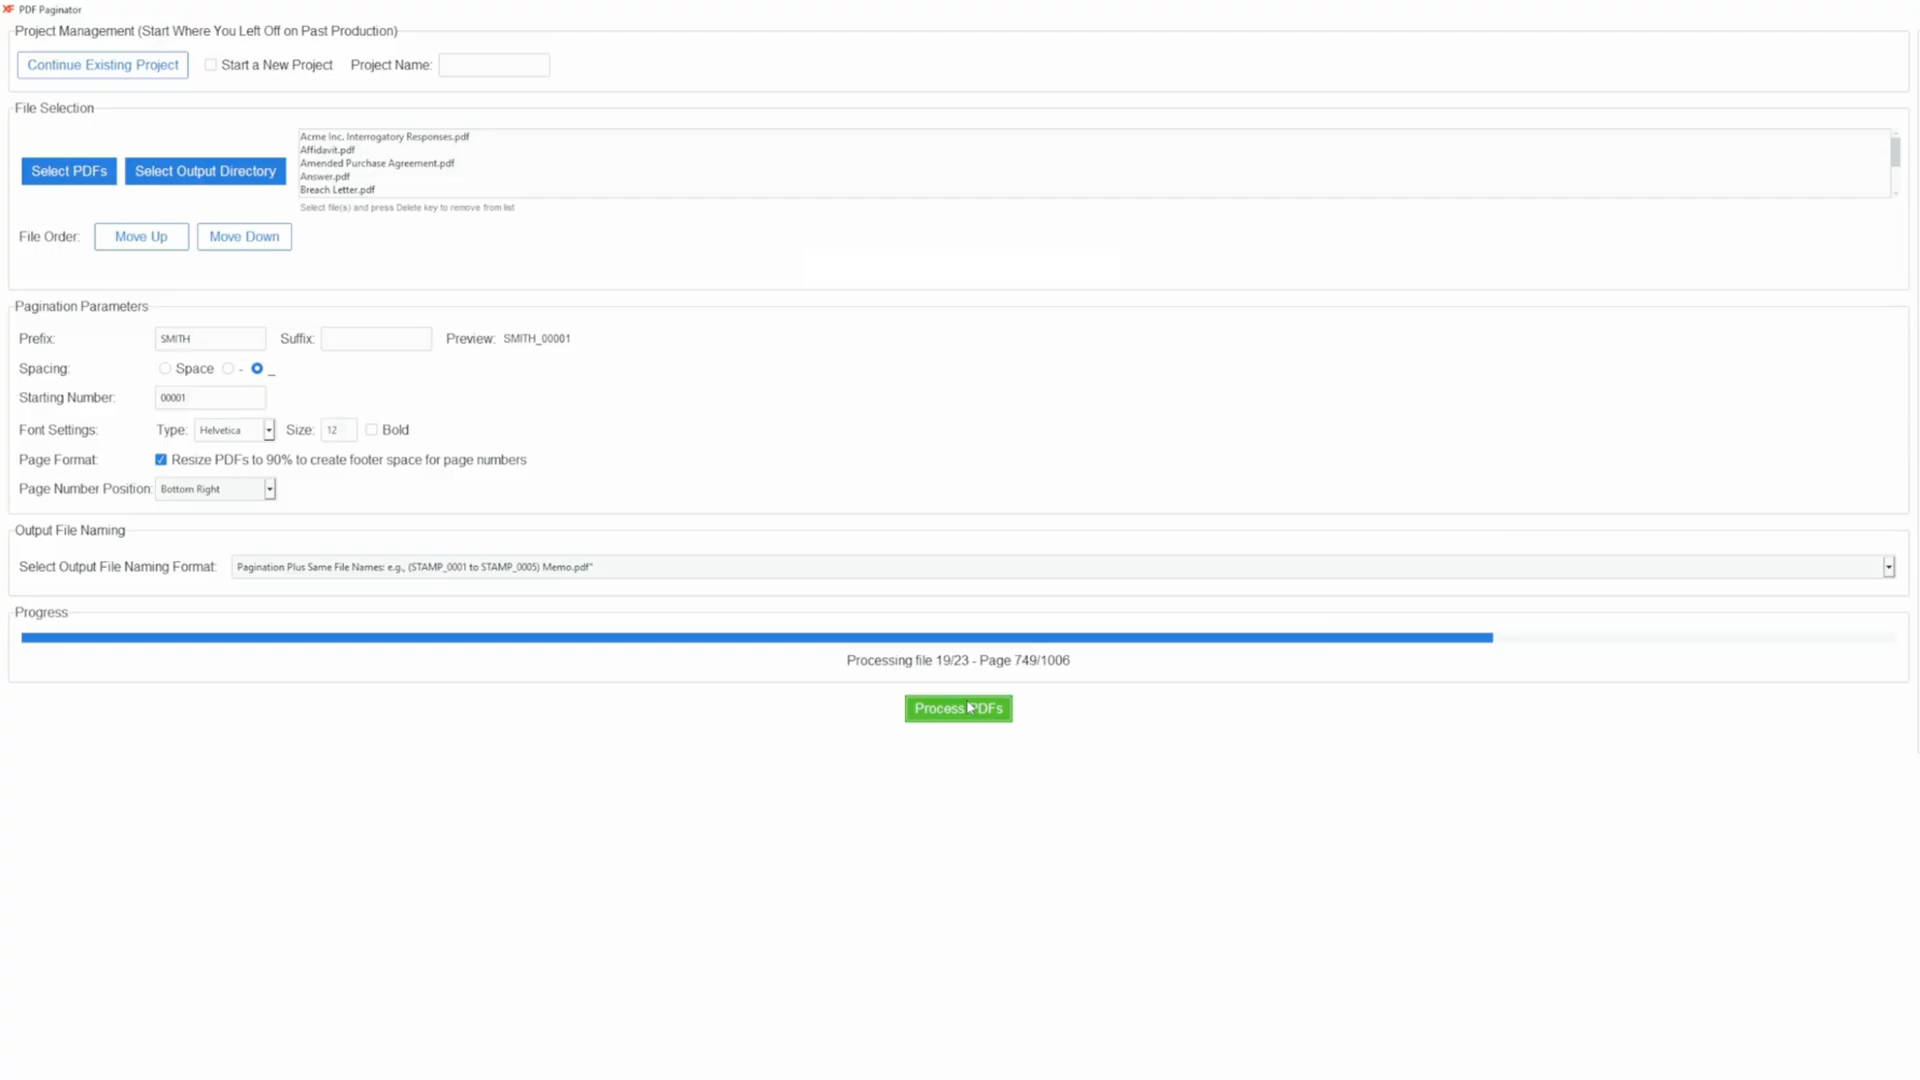 XF PDF Paginator
Project Management (Start Where You Left Off on Past Production)
Continue Existing Project Start a New Project Project Name:
File Selection
Select PDFs Select Output Directory
Acme Inc. Interrogatory Responses.pdf
Affidavit.pdf
Amended Purchase Agreement.pdf
Answer.pdf
Breach Letter.pdf
Select file(s) and press Delete key to remove from list
File Order: Move Up Move Down
Pagination Parameters
Prefix: SMITH Suffix: Preview: SMITH_00001
Spacing: Space - _
Starting Number: 00001
Font Settings: Type: Helvetica Size: 12 Bold
Page Format: Resize PDFs to 90% to create footer space for page numbers
Page Number Position: Bottom Right
Output File Naming
Select Output File Naming Format: Pagination Plus Same File Names: e.g., (STAMP_0001 to STAMP_0005) Memo.pdf"
Progress
Processing file 19/23 - Page 749/1006
Process PDFs